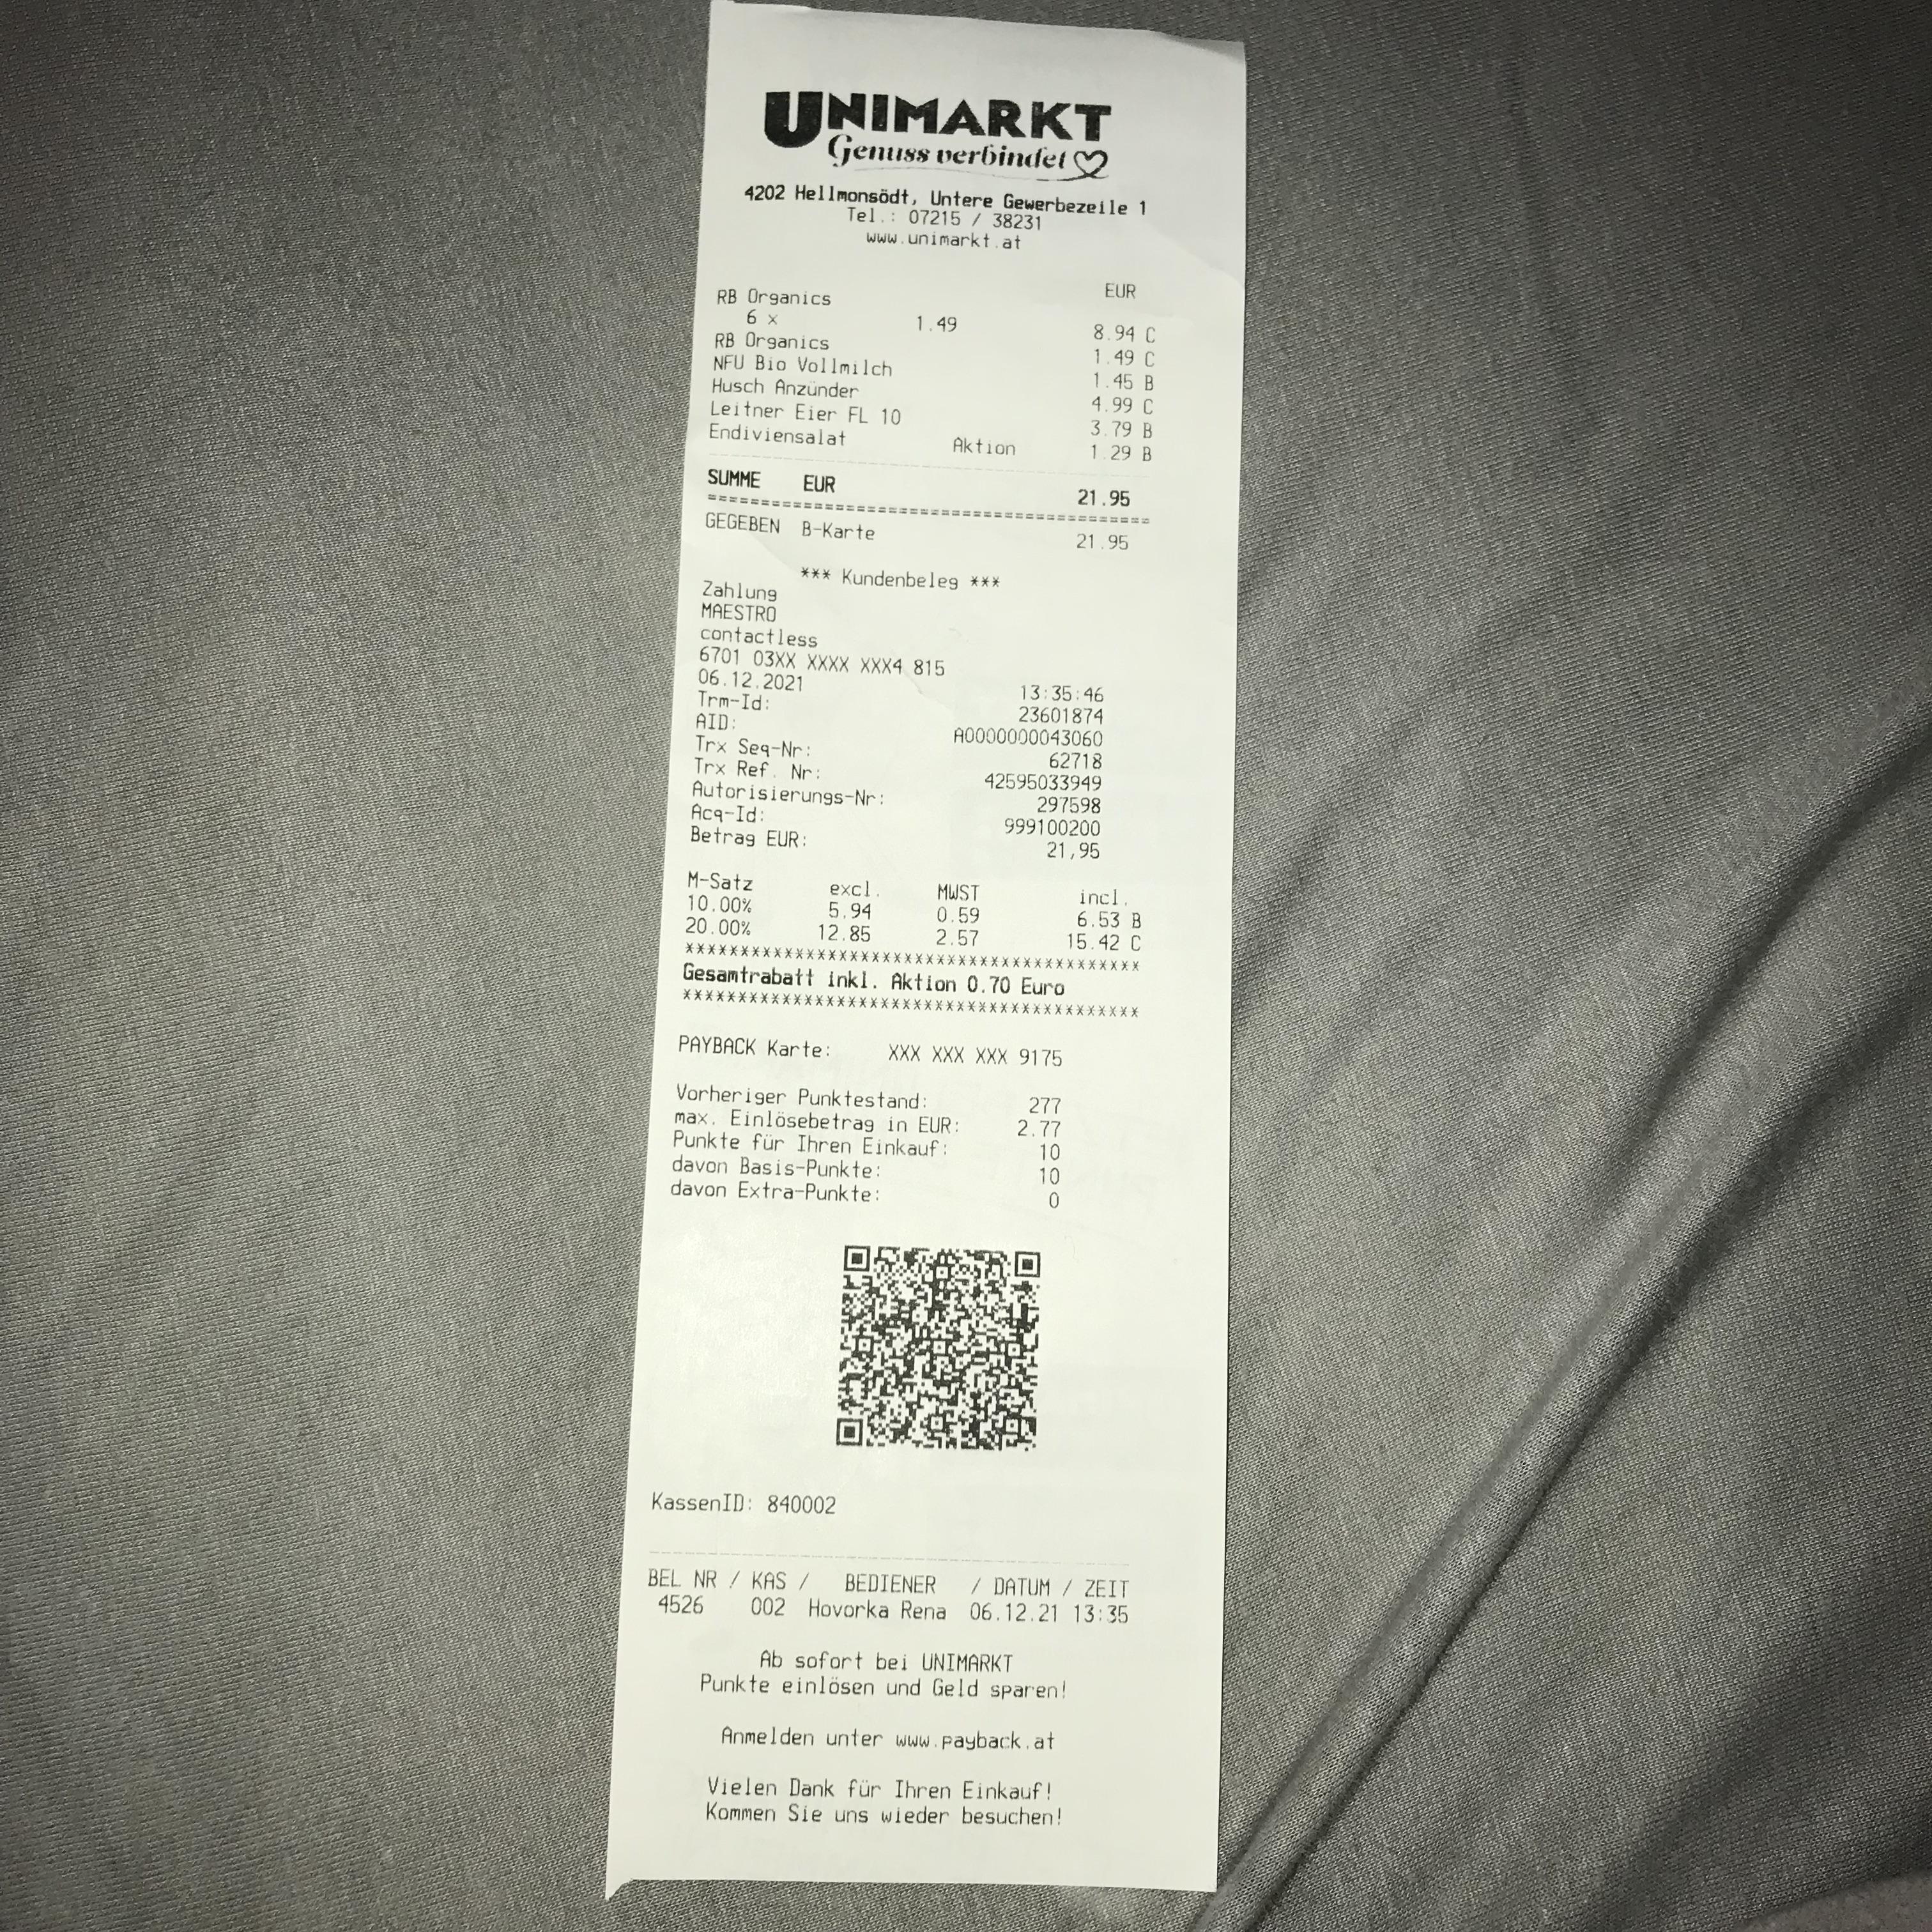 UNIMARKT
Genuss verbindet
4202 Hellmonsödt, Untere Gewerbezeile 1
Tel.: 07215 / 38231
www.unimarkt.at
EUR
RB Organics
6 x 1.49 8.94 C
RB Organics 1.49 C
NFU Bio Vollmilch 1.45 B
Husch Anzünder 4.99 C
Leitner Eier FL 10 3.79 B
Endiviensalat Aktion 1.29 B
SUMME EUR 21.95
========================================
GEGEBEN B-Karte 21.95
*** Kundenbeleg ***
Zahlung
MAESTRO
contactless
6701 03XX XXXX XXX4 815
06.12.2021 13:35:46
Trm-Id: 23601874
AID: A0000000043060
Trx Seq-Nr: 62718
Trx Ref. Nr: 42595033949
Autorisierungs-Nr: 297598
Acq-Id: 999100200
Betrag EUR: 21,95
M-Satz excl. MWST incl.
10.00% 5.94 0.59 6.53 B
20.00% 12.85 2.57 15.42 C
******************************************
Gesamtrabatt inkl. Aktion 0.70 Euro
******************************************
PAYBACK Karte: XXX XXX XXX 9175
Vorheriger Punktestand: 277
max. Einlösebetrag in EUR: 2.77
Punkte für Ihren Einkauf: 10
davon Basis-Punkte: 10
davon Extra-Punkte: 0
KassenID: 840002
BEL NR / KAS / BEDIENER / DATUM / ZEIT
4526 002 Hovorka Rena 06.12.21 13:35
Ab sofort bei UNIMARKT
Punkte einlösen und Geld sparen!
Anmelden unter www.payback.at
Vielen Dank für Ihren Einkauf!
Kommen Sie uns wieder besuchen!